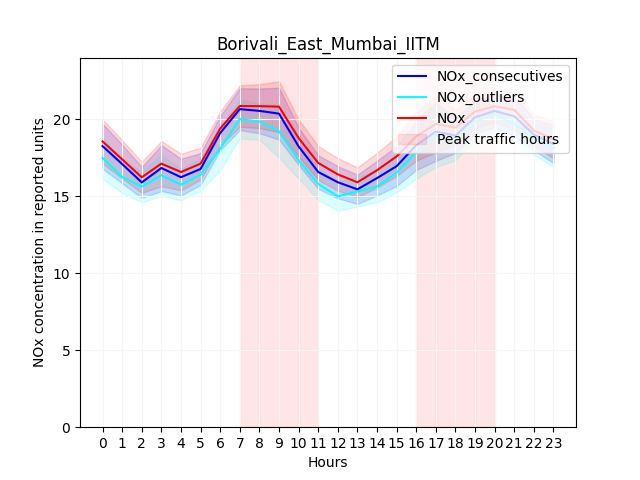 Borivali_East_Mumbai_IITM
NOx_consecutives
NOx_outliers
NOx
Peak traffic hours
NOx concentration in reported units
20
15
10
5
0
0 1 2 3 4 5 6 7 8 9 10 11 12 13 14 15 16 17 18 19 20 21 22 23
Hours